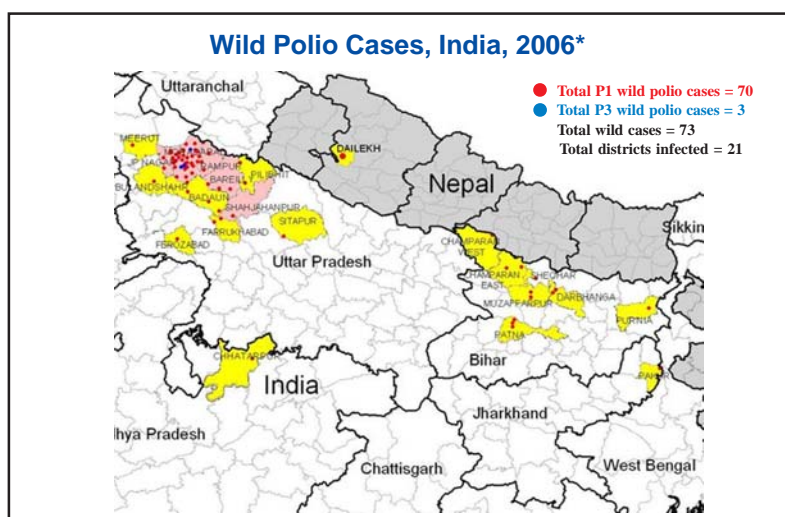 Wild Polio Cases, India, 2006*
Total P1 wild polio cases = 70
Total P3 wild polio cases = 3
Total wild cases = 73
Total districts infected = 21
Uttaranchal
MEERUT
DAILEKH
JP NAGAR
RAMPUR
BAREILLY
PILIBHIT
Nepal
BULANDSHAHR
BADAUN
SHAHJAHANPUR
SITAPUR
Sikkim
FARRUKHABAD
FEROZABAD
CHAMPARAN
WEST
Uttar Pradesh
CHAMPARAN
EAST
SHEOHAR
MUZAFFARPUR
DARBHANGA
PURNIA
PATNA
CHHATARPUR
Bihar
PAKUR
India
Jharkhand
dhya Pradesh
Chattisgarh
West Bengal